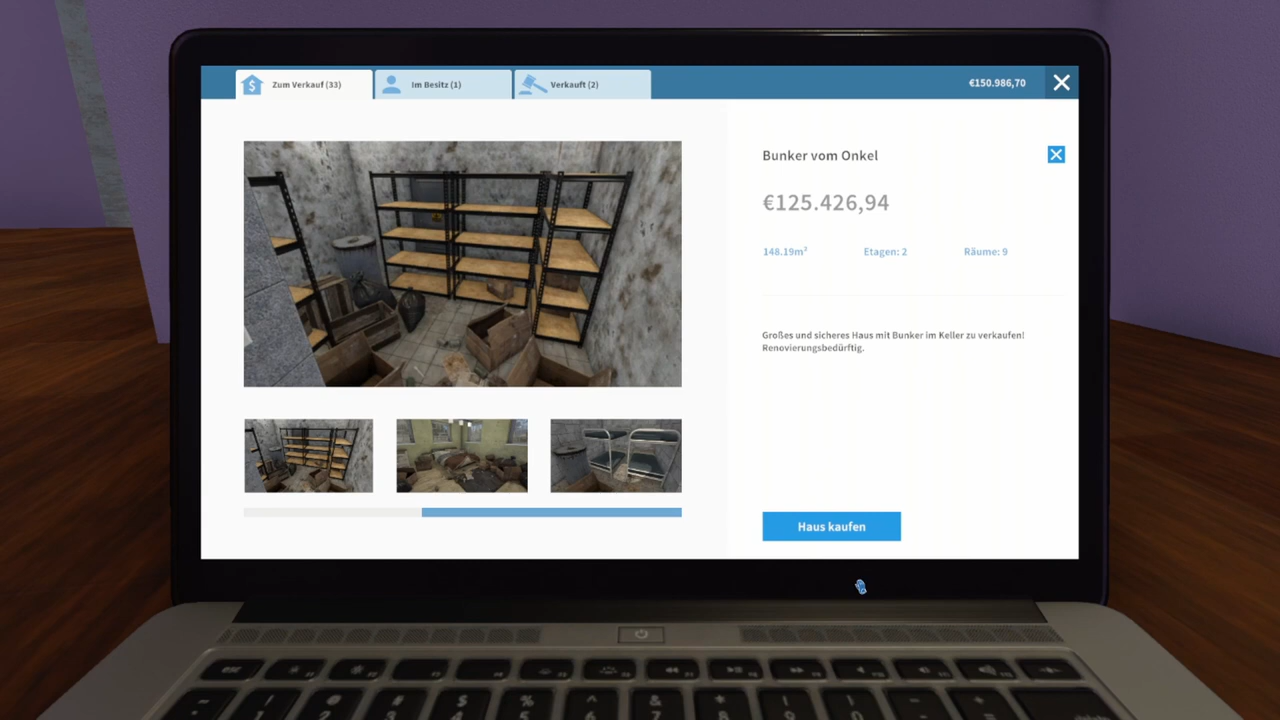 Zum Verkauf (33)
Im Besitz (1)
Verkauft (2)
€150.986,70
Bunker vom Onkel
€125.426,94
148.19m²
Etagen: 2
Räume: 9
Großes und sicheres Haus mit Bunker im Keller zu verkaufen!
Renovierungsbedürftig.
Haus kaufen
esc